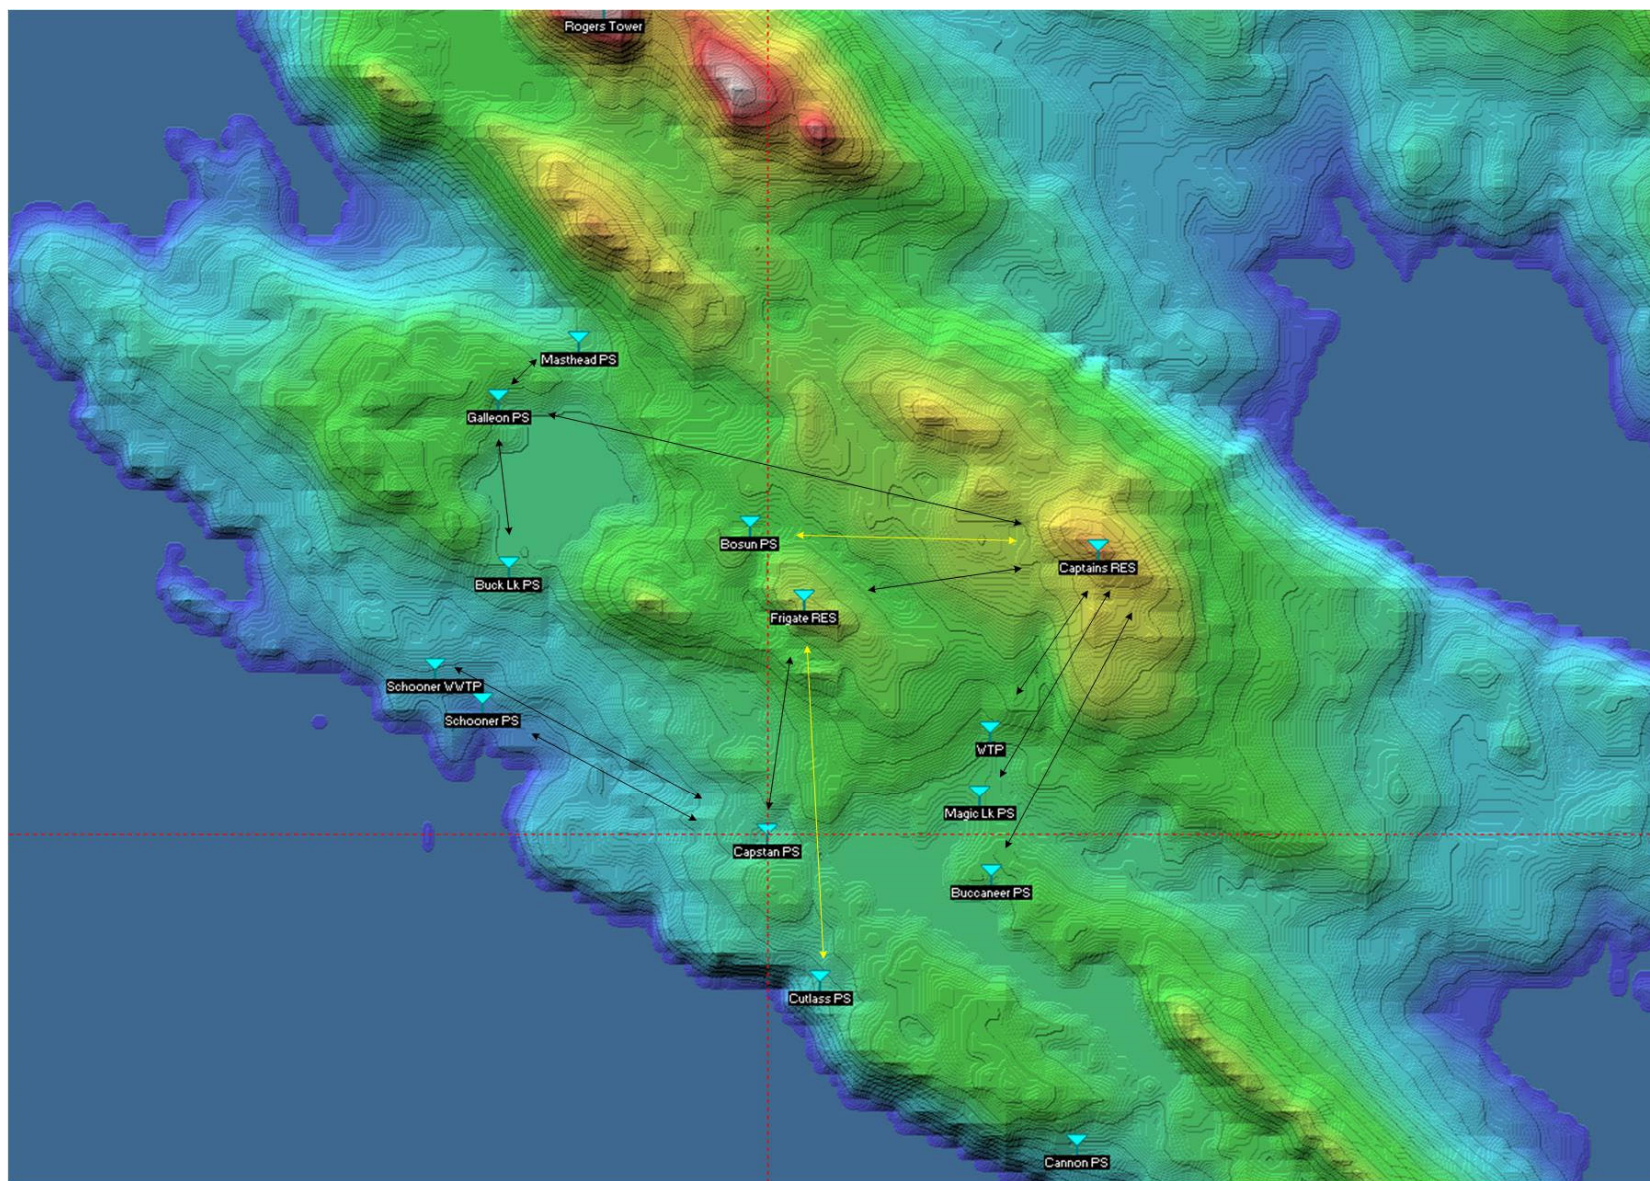 Rogers Tower
Masthead PS
Galleon PS
Bosun PS
Captains RES
Buck Lk PS
Frigate RES
Schooner WWTP
Schooner PS
WTP
Magic Lk PS
Capstan PS
Buccaneer PS
Cutlass PS
Cannon PS